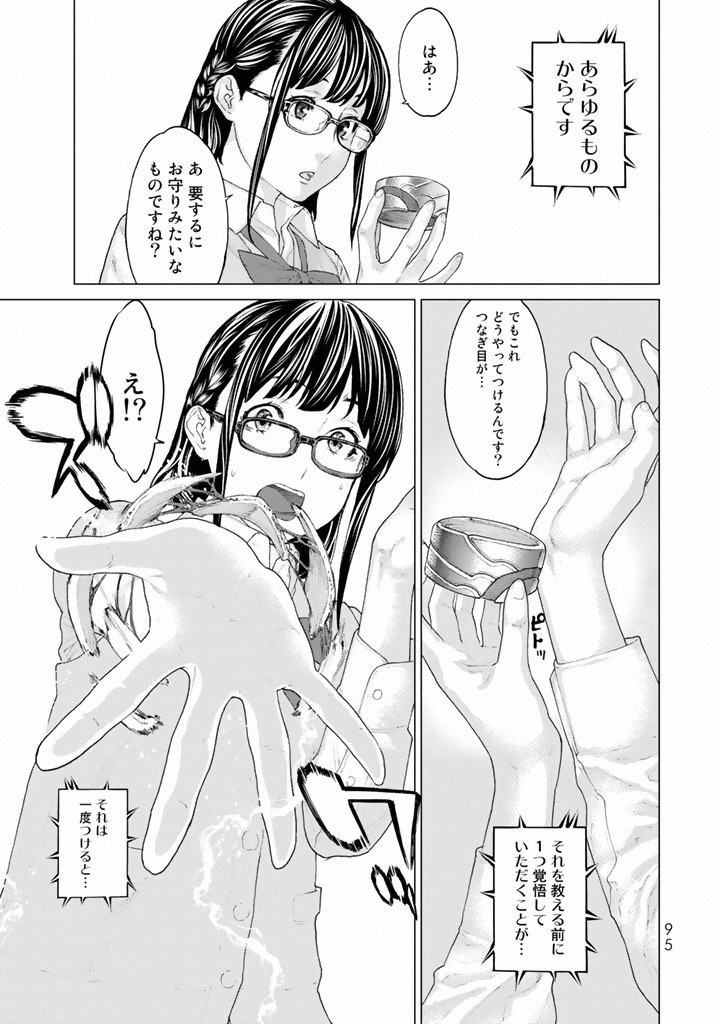 あらゆるもの
からです
はあ…
あ 要するに
お守りみたいな
ものですね？
でもこれ
どうやってつけるんです？
つなぎ目が…
ピトッ
それを教える前に
１つ覚悟して
いただくことが…
え!?
ヌ
ク
それは
一度つけると…
95